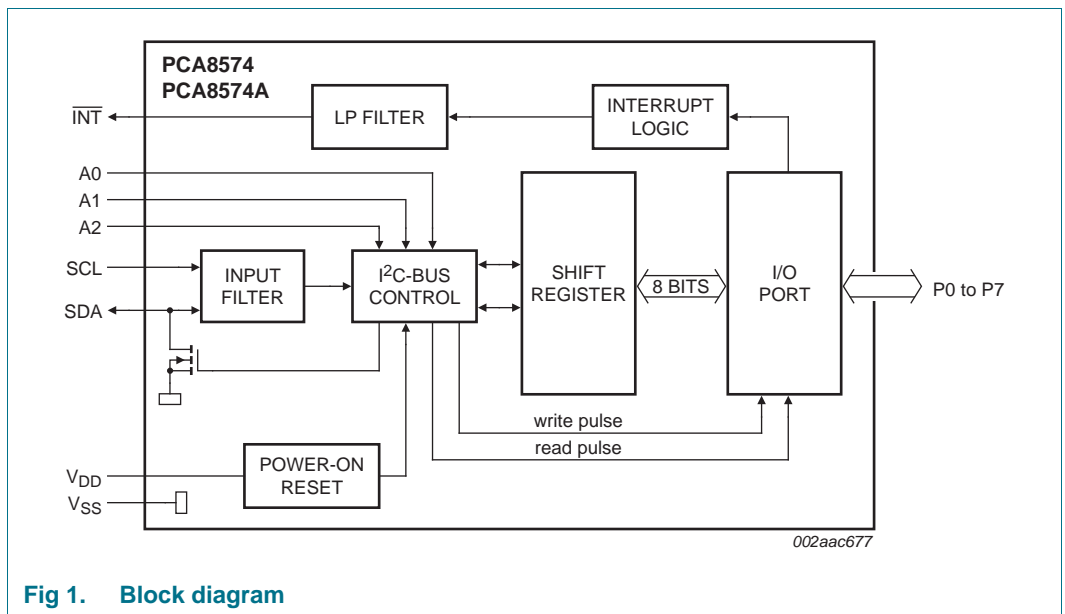 PCA8574
PCA8574A
INT
LP FILTER
INTERRUPT
LOGIC
A0
A1
A2
SCL
SDA
INPUT
FILTER
I2C-BUS
CONTROL
SHIFT
REGISTER
8 BITS
I/O
PORT
P0 to P7
write pulse
read pulse
VDD
VSS
POWER-ON
RESET
002aac677
Fig 1. Block diagram